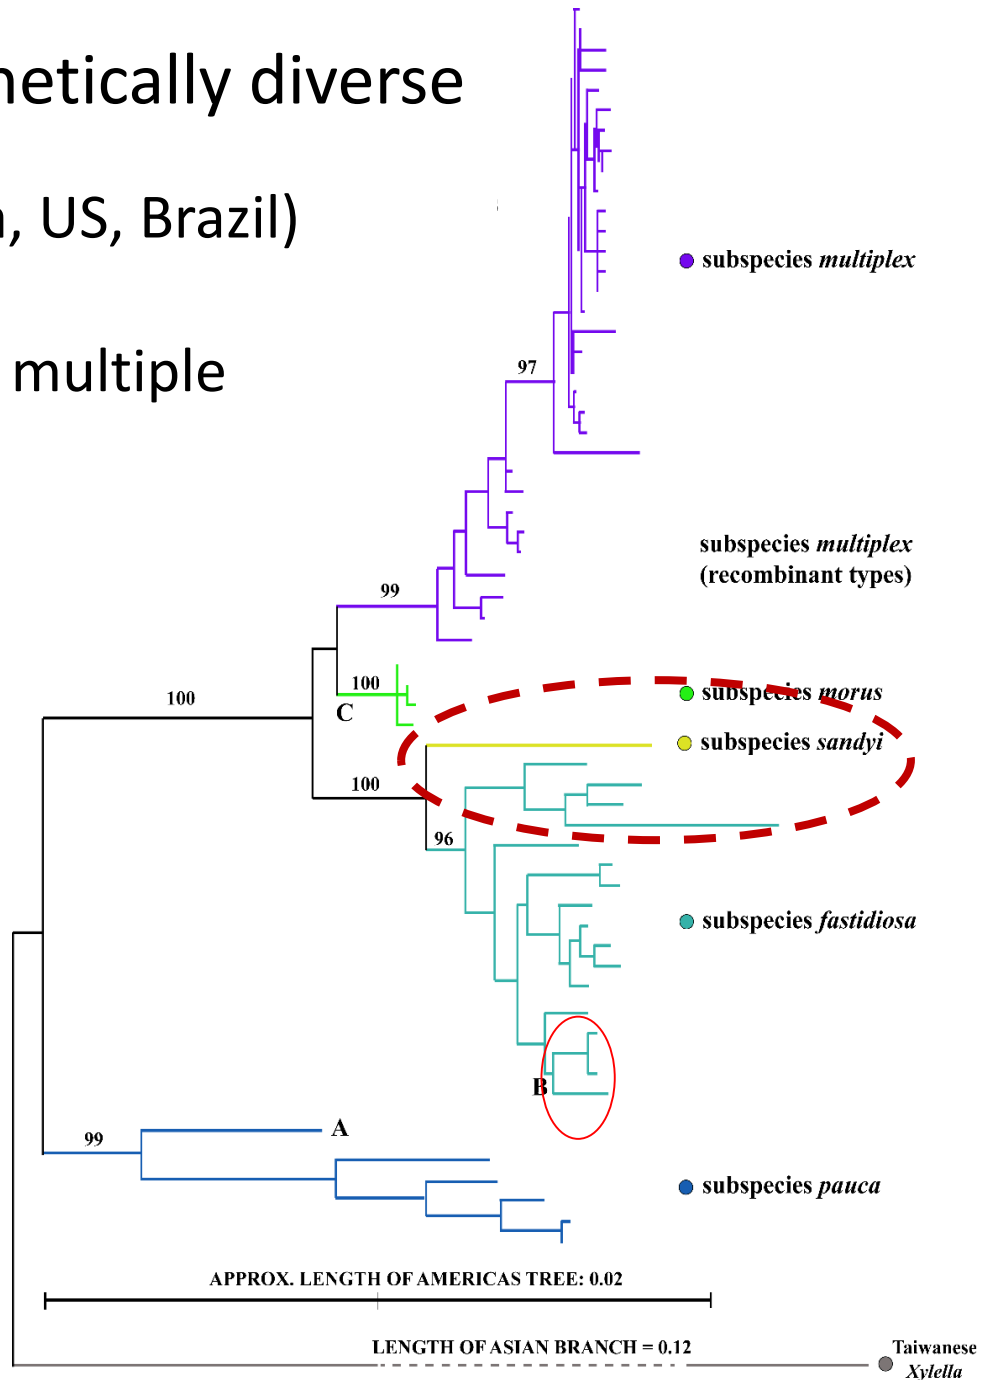 netically diverse
, US, Brazil)
multiple
subspecies multiplex
97
subspecies multiplex
(recombinant types)
99
100
subspecies morus
100
C
subspecies sandyi
100
96
subspecies fastidiosa
B
A
99
subspecies pauca
APPROX. LENGTH OF AMERICAS TREE: 0.02
LENGTH OF ASIAN BRANCH = 0.12
Taiwanese
Xylella